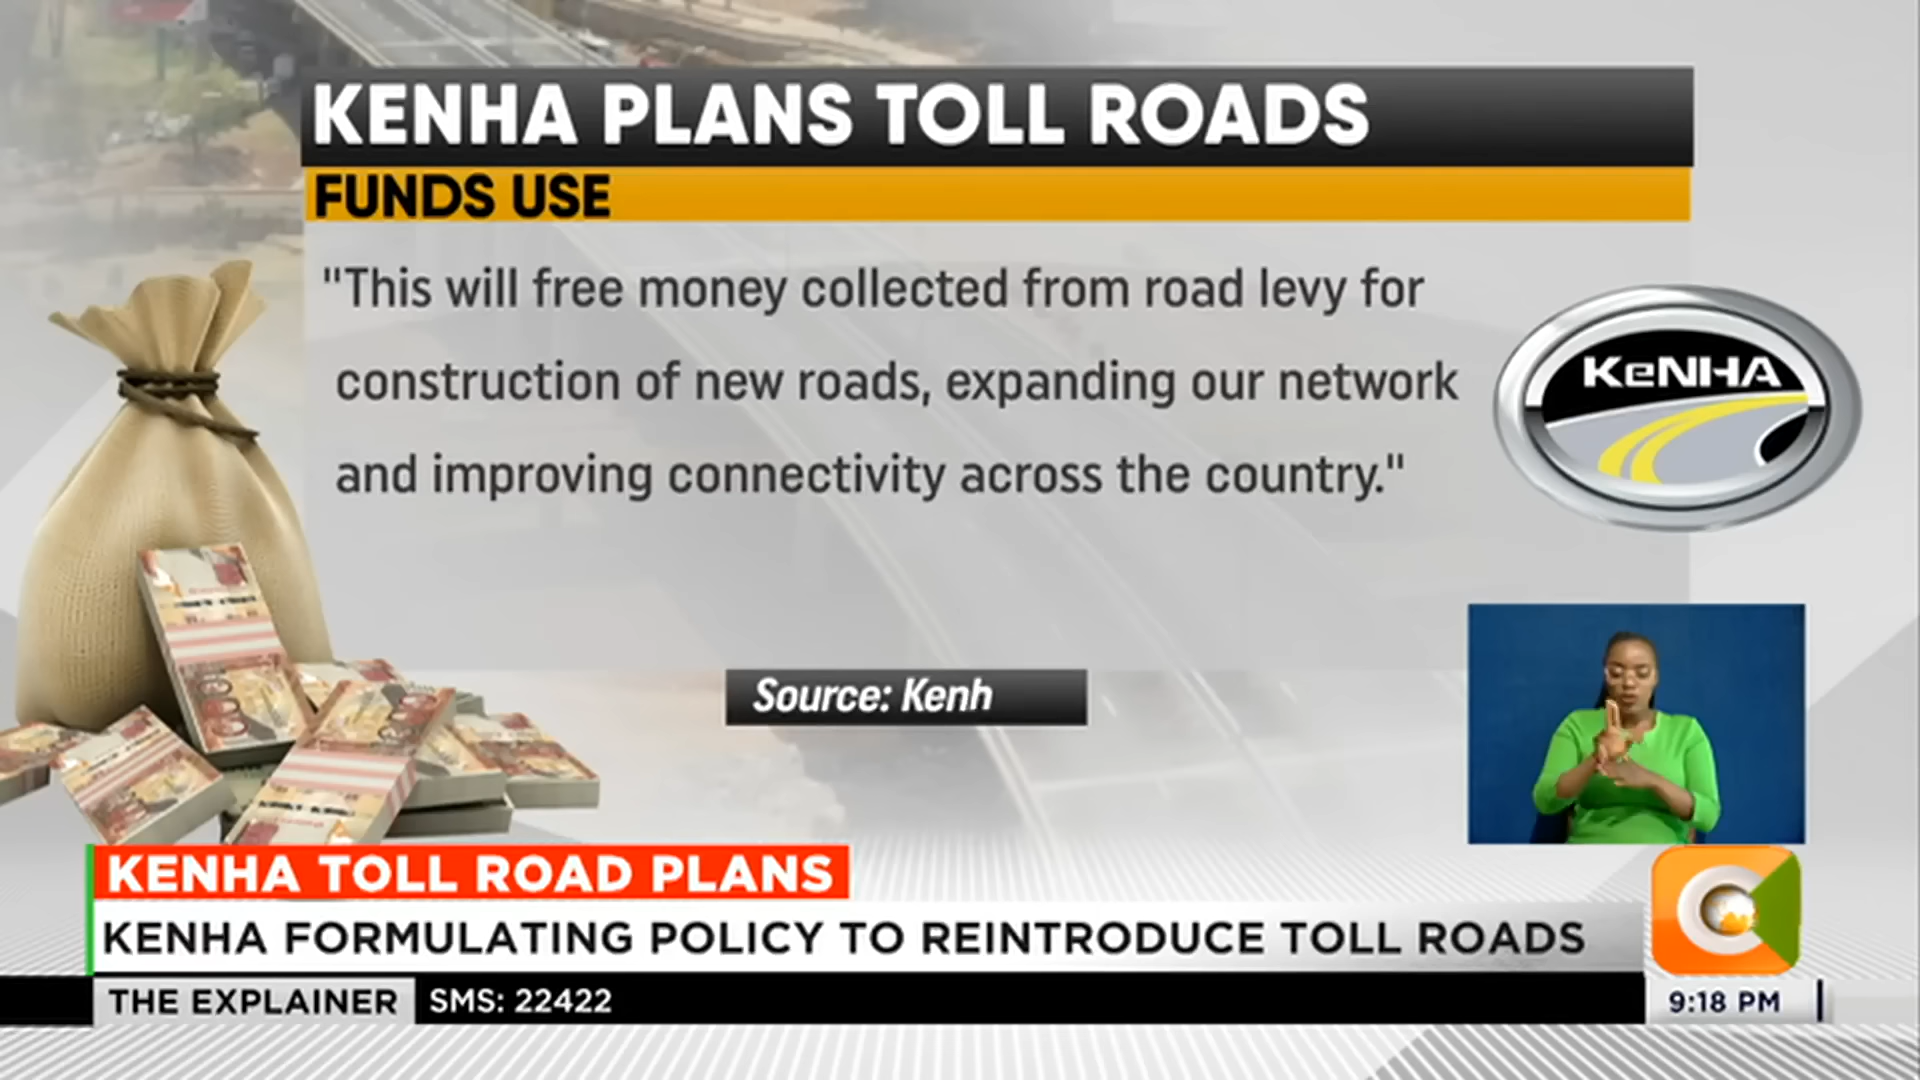 KENHA PLANS TOLL ROADS
FUNDS USE
"This will free money collected from road levy for
construction of new roads, expanding our network
and improving connectivity across the country."
KeNHA
Source: Kenh
KENHA TOLL ROAD PLANS
KENHA FORMULATING POLICY TO REINTRODUCE TOLL ROADS
THE EXPLAINER SMS: 22422
9:18 PM